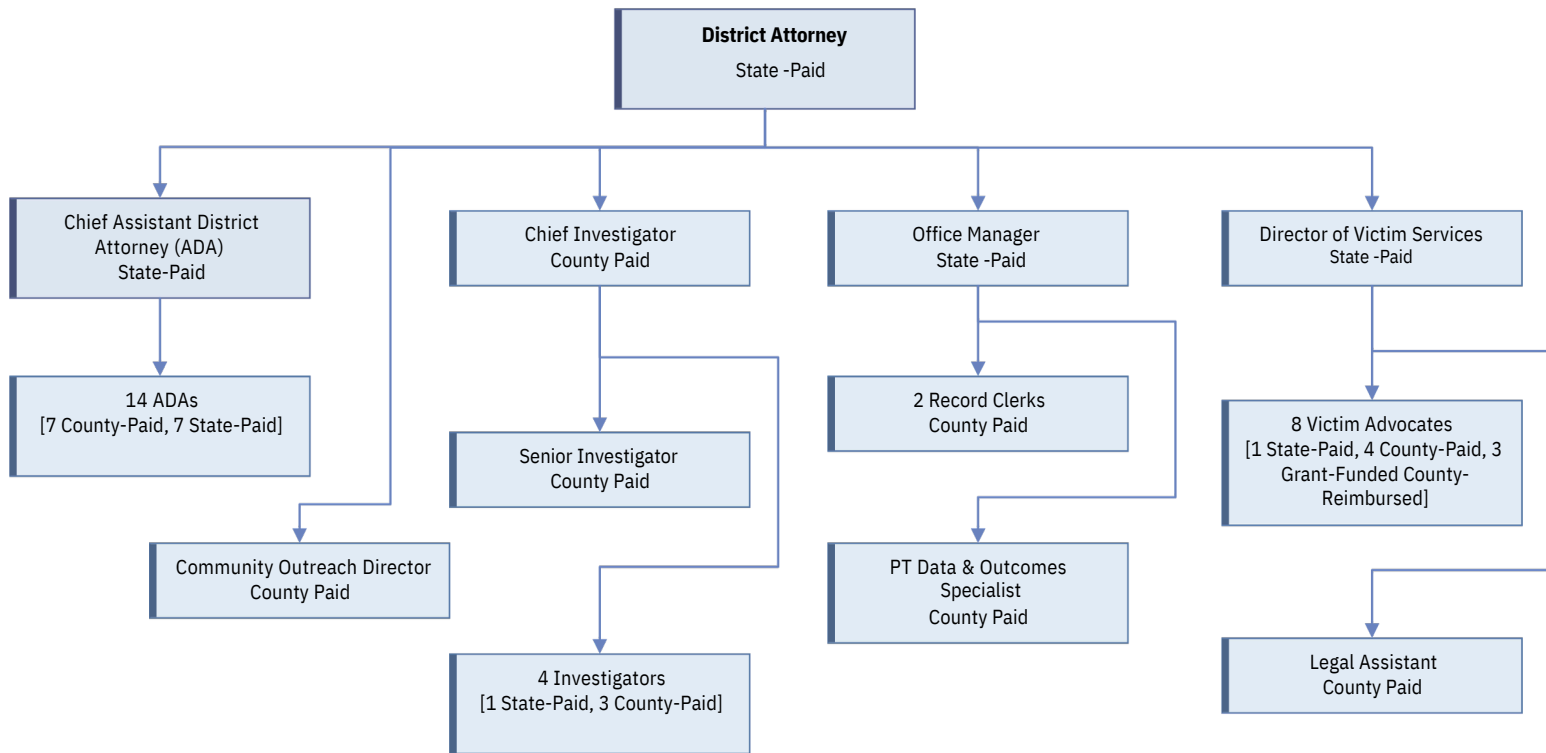 District Attorney
State -Paid
Chief Assistant District
Attorney (ADA)
State-Paid
Chief Investigator
County Paid
Office Manager
State -Paid
Director of Victim Services
State -Paid
14 ADAs
[7 County-Paid, 7 State-Paid]
Senior Investigator
County Paid
2 Record Clerks
County Paid
8 Victim Advocates
[1 State-Paid, 4 County-Paid, 3
Grant-Funded County-
Reimbursed]
Community Outreach Director
County Paid
PT Data & Outcomes
Specialist
County Paid
4 Investigators
[1 State-Paid, 3 County-Paid]
Legal Assistant
County Paid